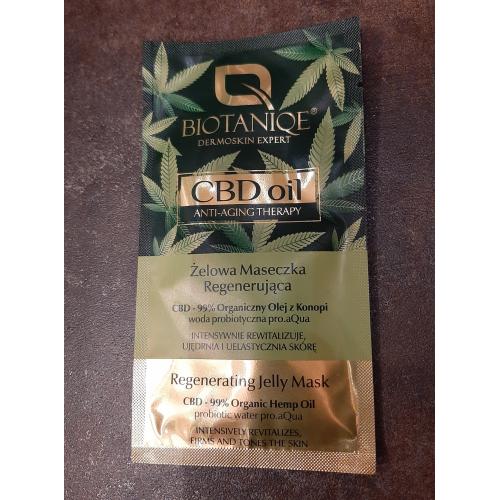 BIOTANIQE®
DERMOSKIN EXPERT
CBD oil
ANTI-AGING THERAPY
Żelowa Maseczka
Regenerująca
CBD - 99% Organiczny Olej z Konopi
woda probiotyczna pro.aQua
INTENSYWNIE REWITALIZUJE,
UJĘDRNIA I UELASTYCZNIA SKÓRĘ
Regenerating Jelly Mask
CBD - 99% Organic Hemp Oil
probiotic water pro.aQua
INTENSIVELY REVITALIZES,
FIRMS AND TONES THE SKIN